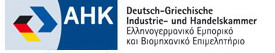 AHK
Deutsch-Griechische
Industrie- und Handelskammer
Ελληνογερμανικό Εμπορικό
και Βιομηχανικό Επιμελητήριο